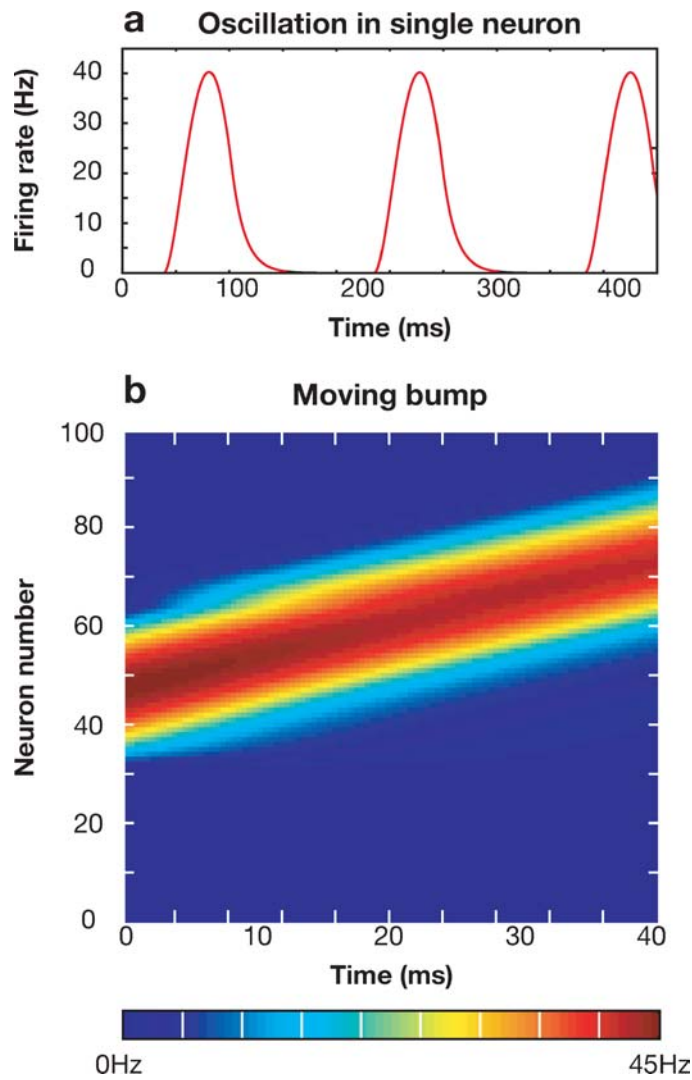 a Oscillation in single neuron
Firing rate (Hz)
40
30
20
10
0
0 100 200 300 400
Time (ms)
b Moving bump
Neuron number
100
80
60
40
20
0
0 10 20 30 40
Time (ms)
0Hz 45Hz